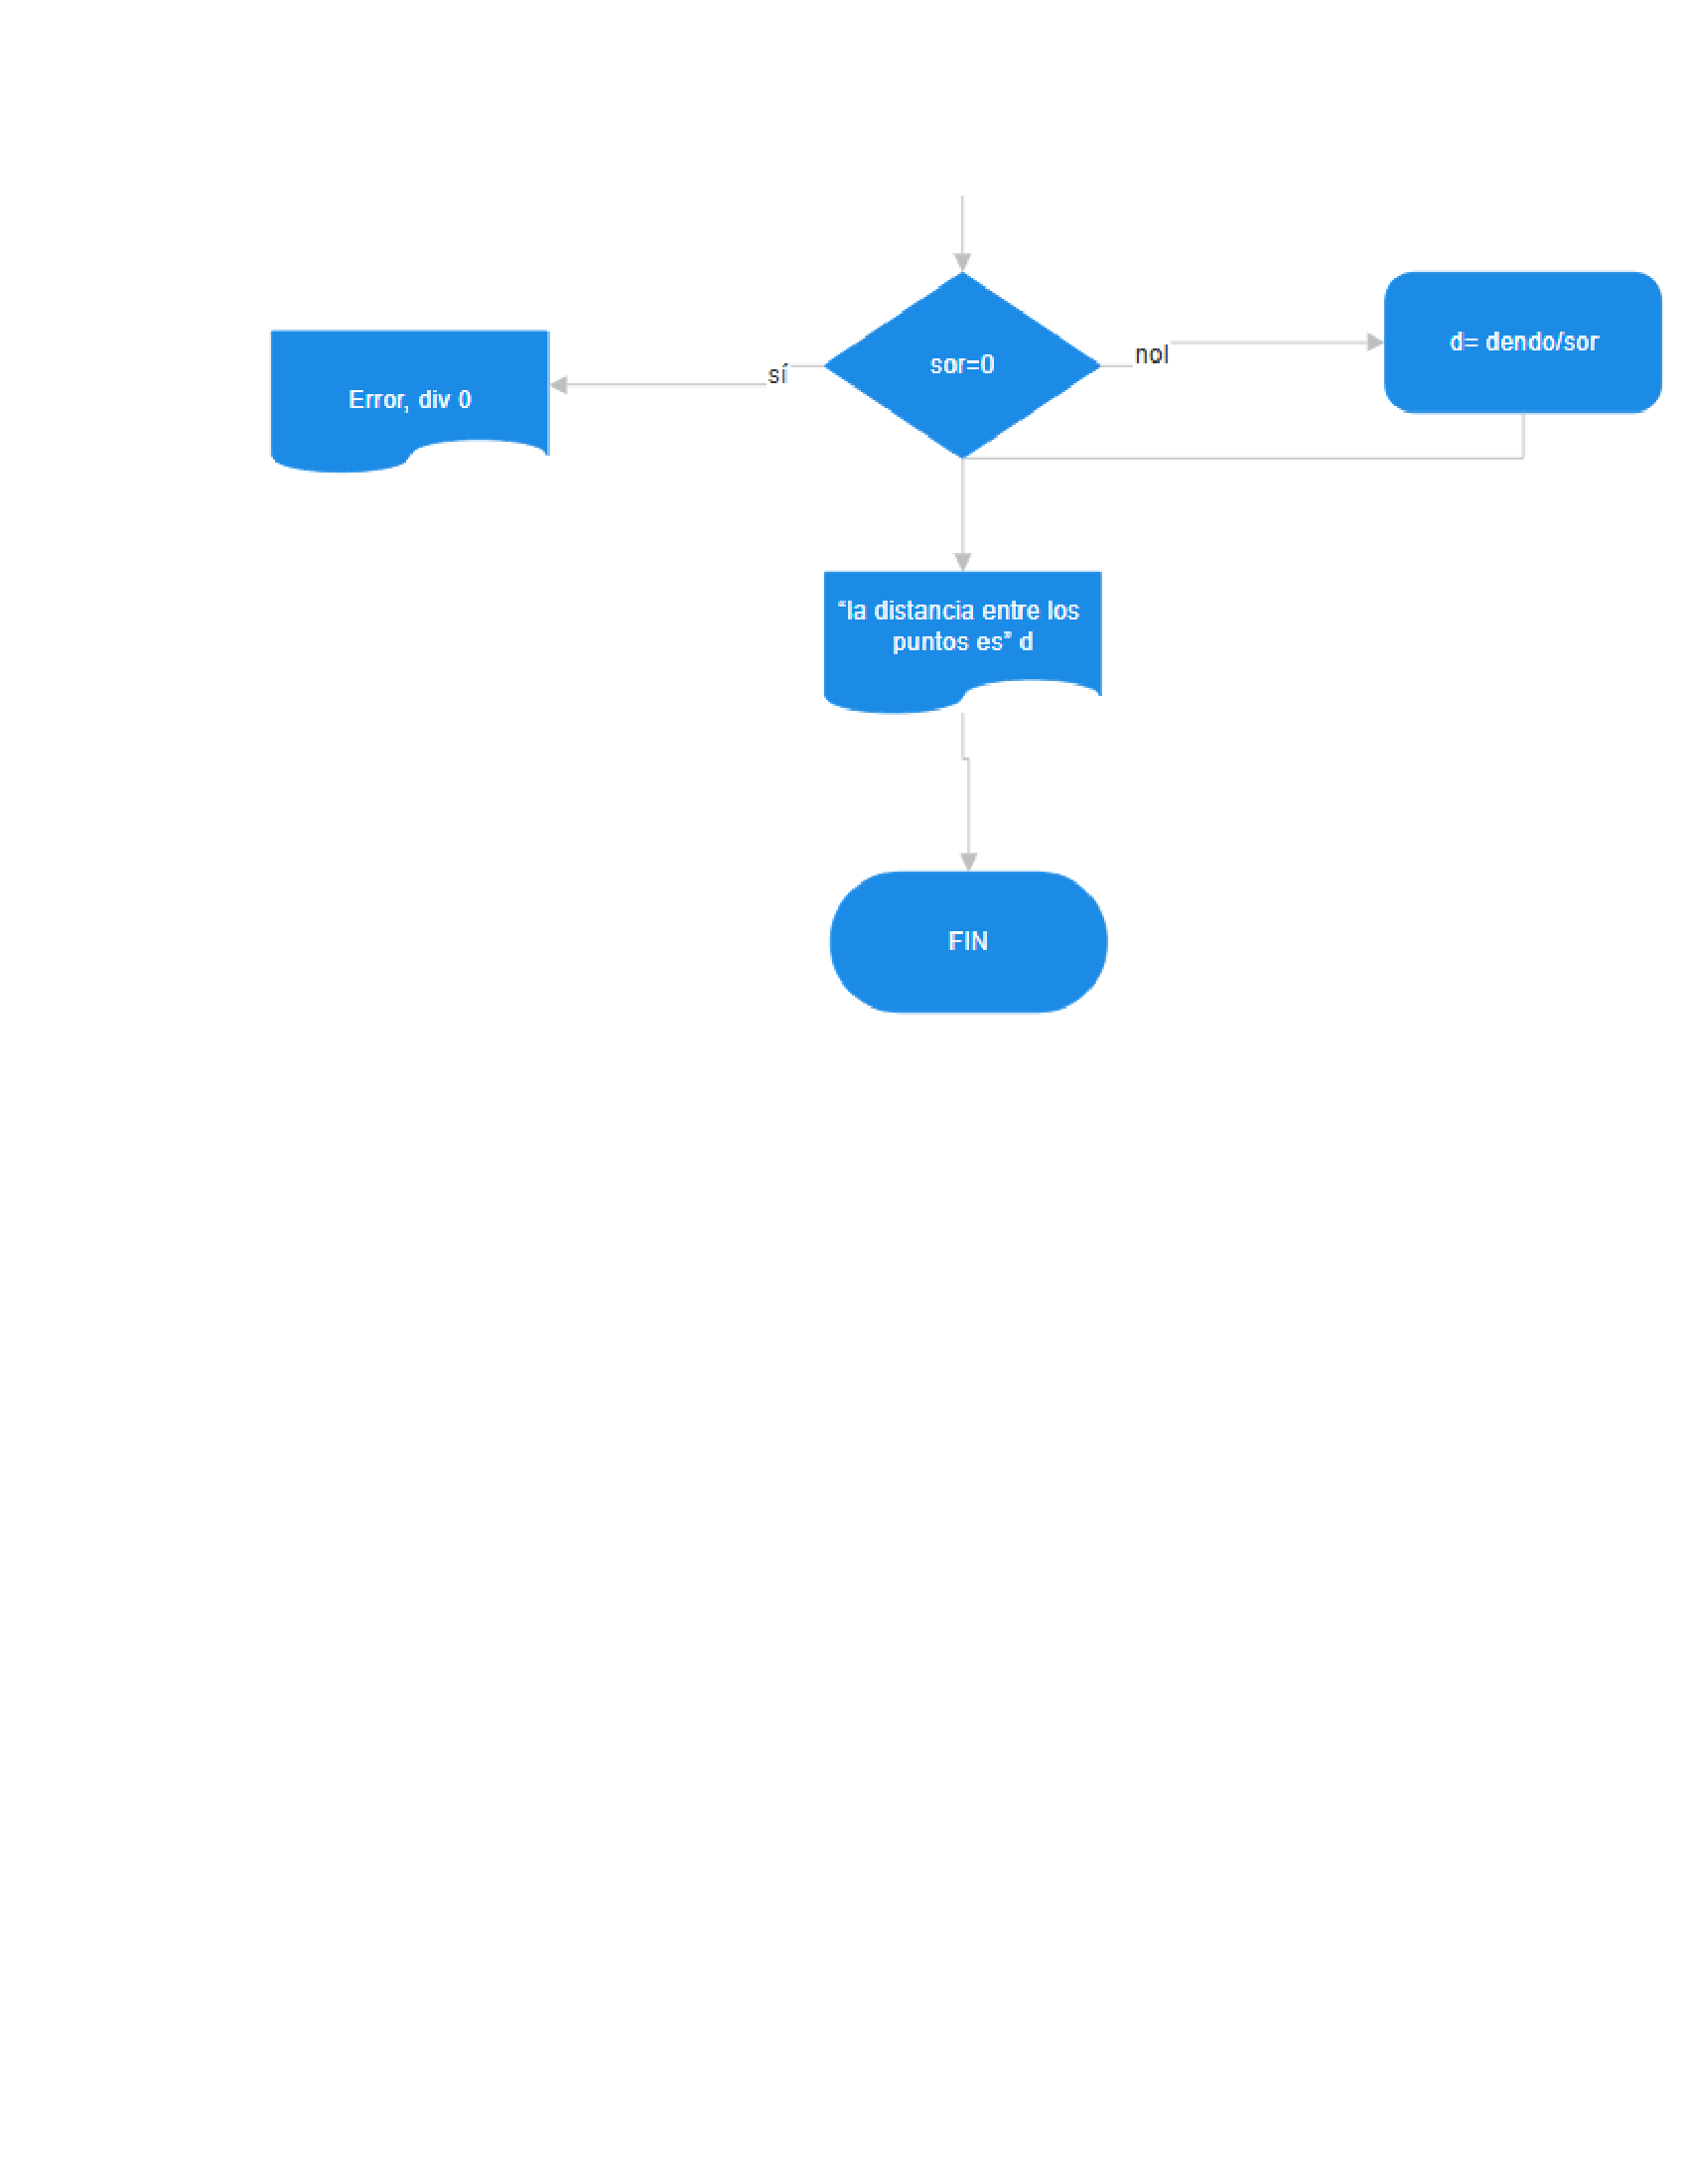 sor=0
nol
d= dendo/sor
sí
Error, div 0
"la distancia entre los
puntos es" d
FIN